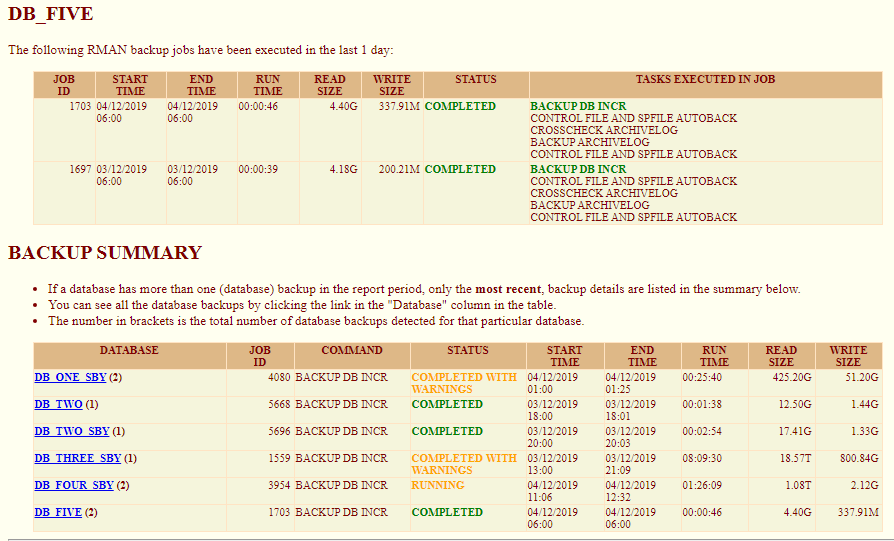 DB_FIVE
The following RMAN backup jobs have been executed in the last 1 day:
JOB ID START TIME END TIME RUN TIME READ SIZE WRITE SIZE STATUS TASKS EXECUTED IN JOB
1703 04/12/2019 06:00 04/12/2019 06:00 00:00:46 4.40G 337.91M COMPLETED BACKUP DB INCR
CONTROL FILE AND SPFILE AUTOBACK
CROSSCHECK ARCHIVELOG
BACKUP ARCHIVELOG
CONTROL FILE AND SPFILE AUTOBACK
1697 03/12/2019 06:00 03/12/2019 06:00 00:00:39 4.18G 200.21M COMPLETED BACKUP DB INCR
CONTROL FILE AND SPFILE AUTOBACK
CROSSCHECK ARCHIVELOG
BACKUP ARCHIVELOG
CONTROL FILE AND SPFILE AUTOBACK
BACKUP SUMMARY
• If a database has more than one (database) backup in the report period, only the most recent, backup details are listed in the summary below.
• You can see all the database backups by clicking the link in the "Database" column in the table.
• The number in brackets is the total number of database backups detected for that particular database.
DATABASE JOB ID COMMAND STATUS START TIME END TIME RUN TIME READ SIZE WRITE SIZE
DB_ONE_SBY (2) 4080 BACKUP DB INCR COMPLETED WITH WARNINGS 04/12/2019 01:00 04/12/2019 01:25 00:25:40 425.20G 51.20G
DB_TWO (1) 5668 BACKUP DB INCR COMPLETED 03/12/2019 18:00 03/12/2019 18:01 00:01:38 12.50G 1.44G
DB_TWO_SBY (1) 5696 BACKUP DB INCR COMPLETED 03/12/2019 20:00 03/12/2019 20:03 00:02:54 17.41G 1.33G
DB_THREE_SBY (1) 1559 BACKUP DB INCR COMPLETED WITH WARNINGS 03/12/2019 13:00 03/12/2019 21:09 08:09:30 18.57T 800.84G
DB_FOUR_SBY (2) 3954 BACKUP DB INCR RUNNING 04/12/2019 11:06 04/12/2019 12:32 01:26:09 1.08T 2.12G
DB_FIVE (2) 1703 BACKUP DB INCR COMPLETED 04/12/2019 06:00 04/12/2019 06:00 00:00:46 4.40G 337.91M